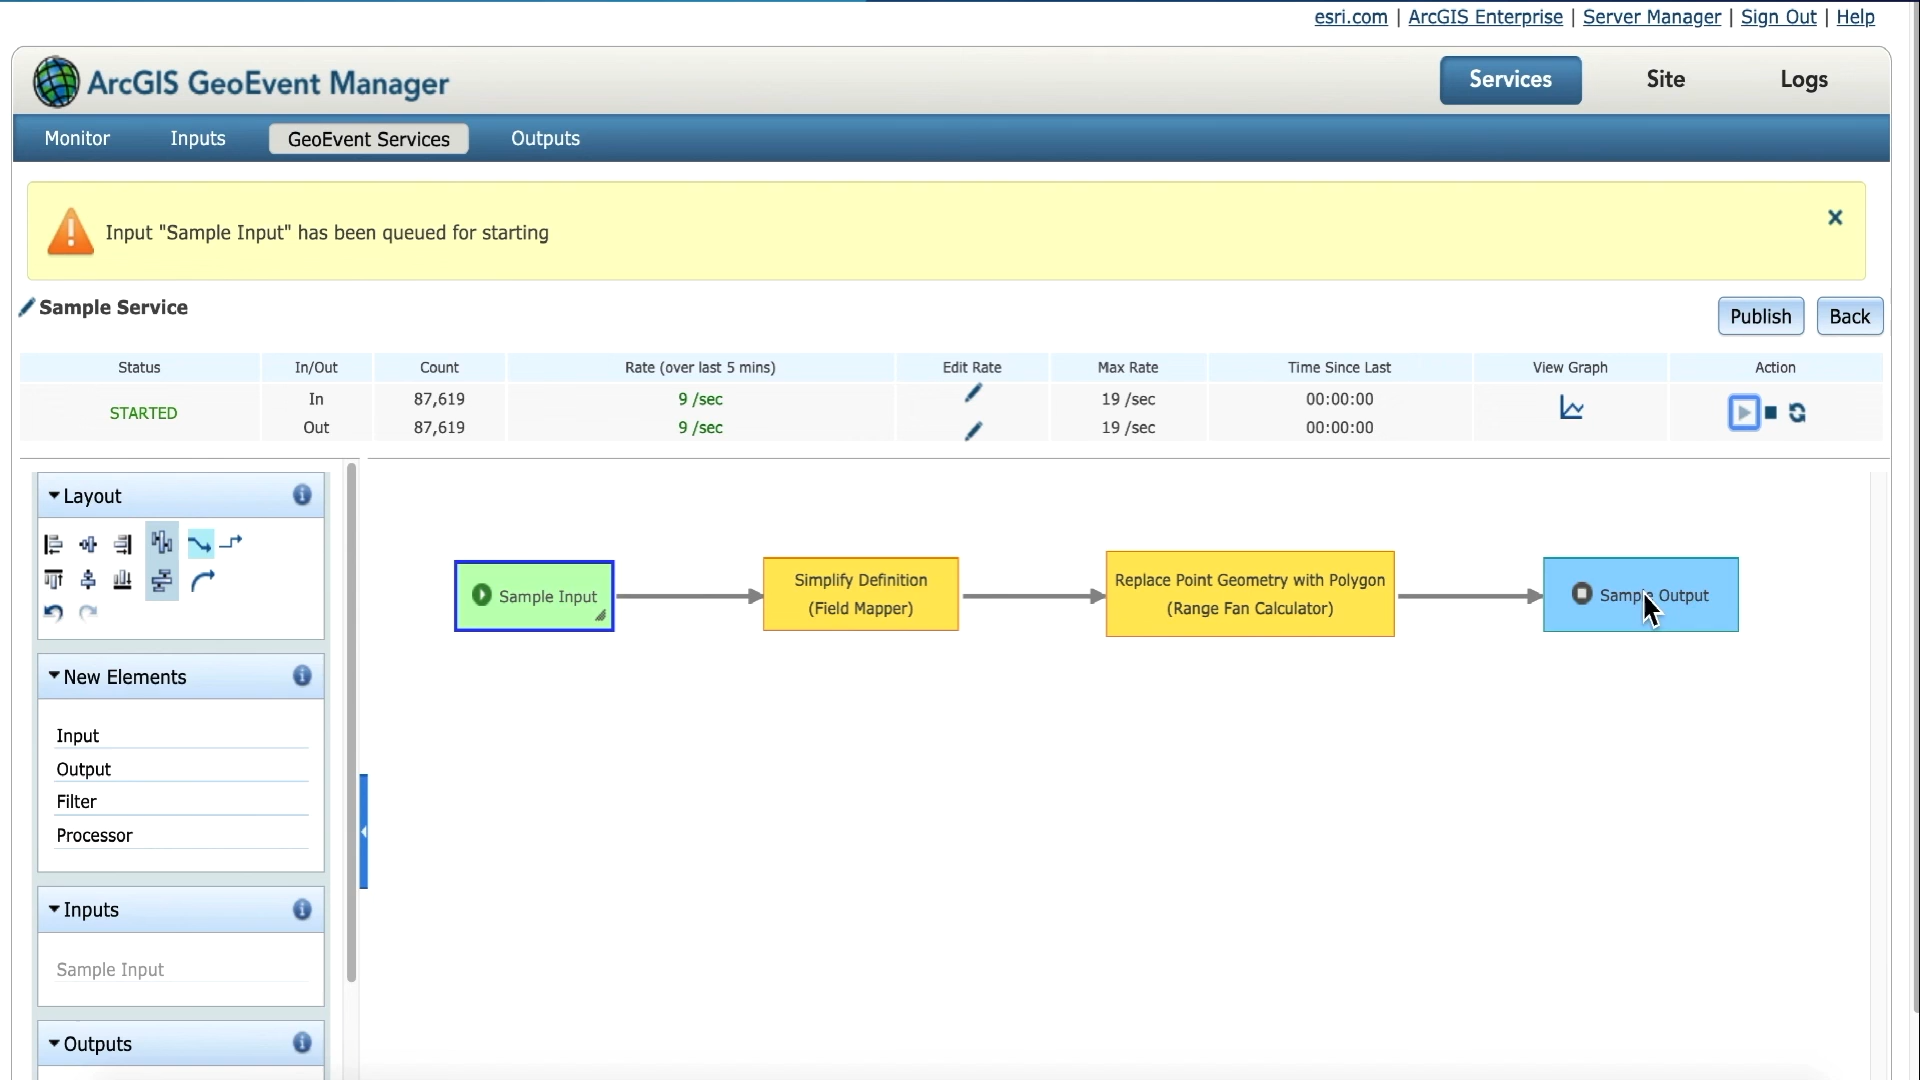 esri.com | ArcGIS Enterprise | Server Manager | Sign Out | Help
ArcGIS GeoEvent Manager
Services Site Logs
Monitor Inputs GeoEvent Services Outputs
Input "Sample Input" has been queued for starting
Sample Service
Publish Back
Status In/Out Count Rate (over last 5 mins) Edit Rate Max Rate Time Since Last View Graph Action
STARTED
In 87,619 9 /sec 19 /sec 00:00:00
Out 87,619 9 /sec 19 /sec 00:00:00
Layout
New Elements
Input
Output
Filter
Processor
Inputs
Sample Input
Outputs
Sample Input
Simplify Definition
(Field Mapper)
Replace Point Geometry with Polygon
(Range Fan Calculator)
Sample Output